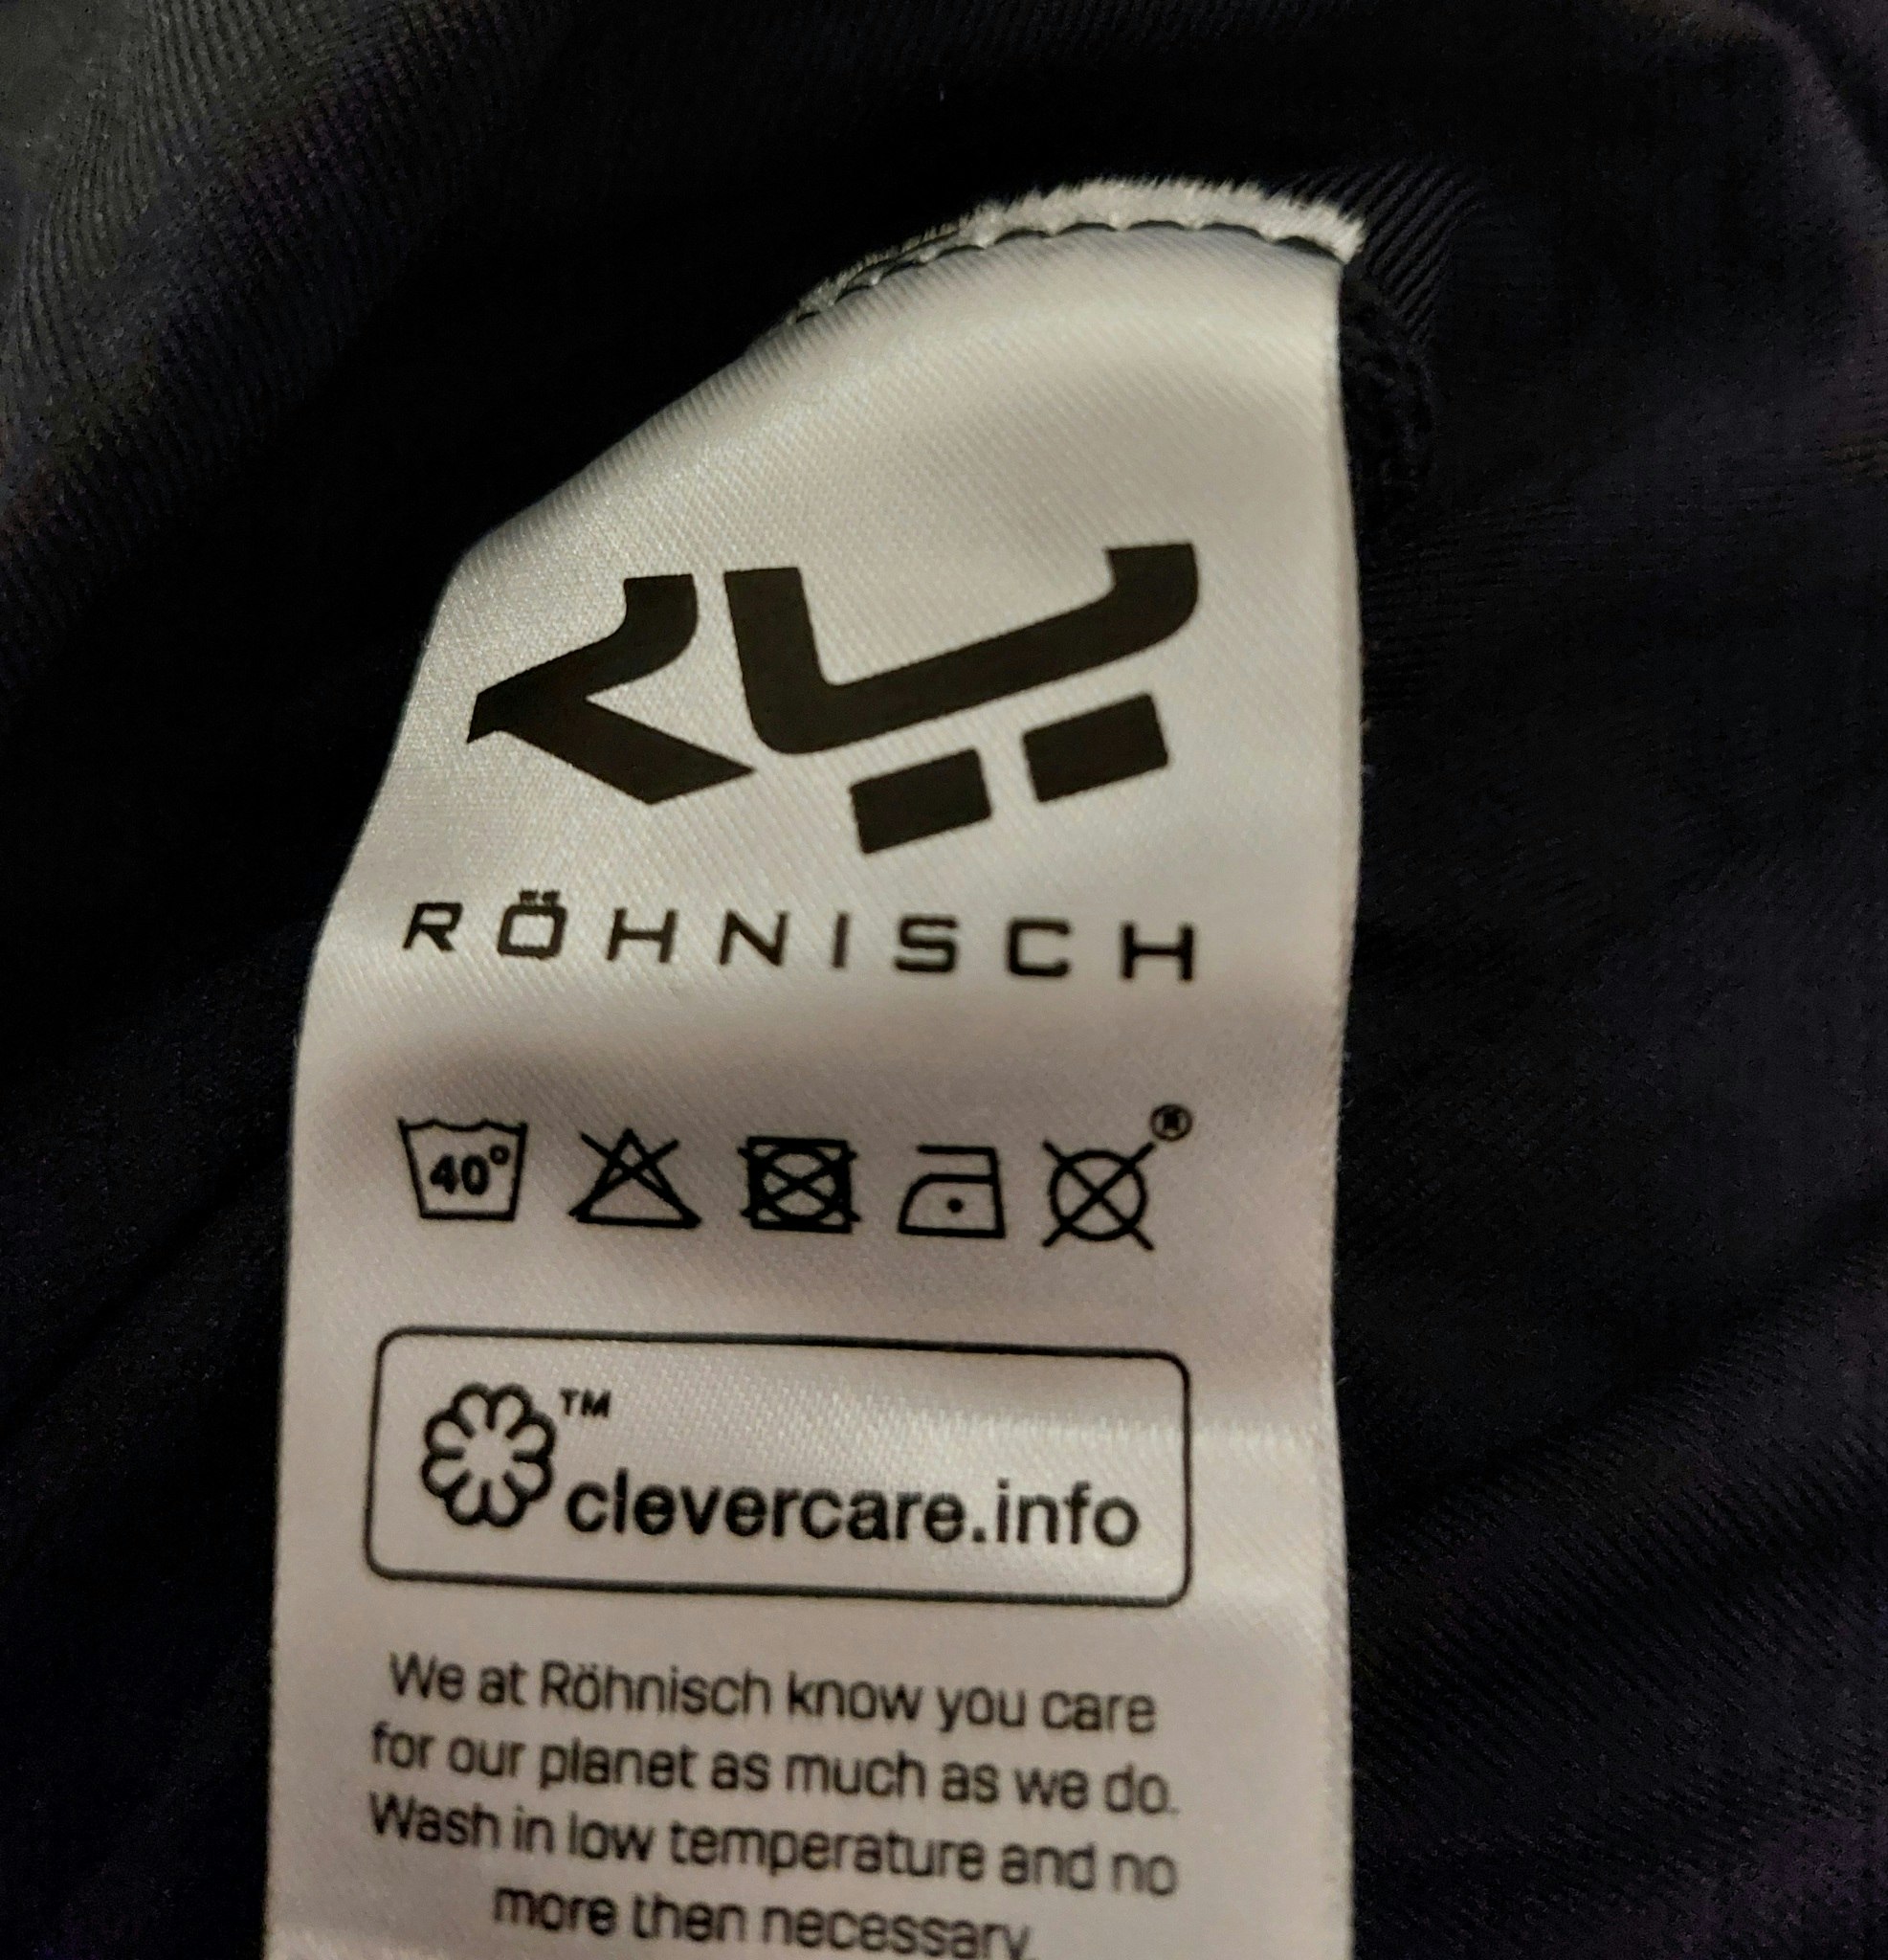 RÖHNISCH
40°
®
™
clevercare.info
We at Röhnisch know you care
for our planet as much as we do.
Wash in low temperature and no
more then necessary.